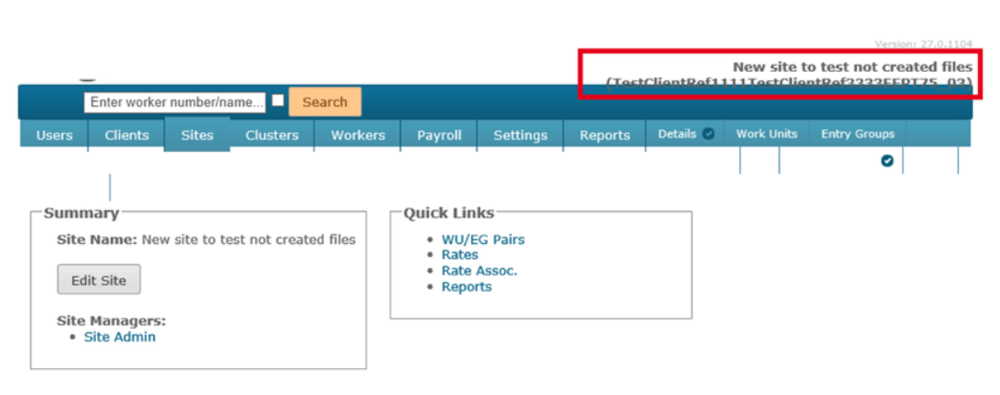 Version: 27.0.1104
New site to test not created files
(TestClientRef1111TestClientRef3333EEPT75_03)
Enter worker number/name... Search
Users Clients Sites Clusters Workers Payroll Settings Reports Details Work Units Entry Groups
Summary
Site Name: New site to test not created files
Edit Site
Site Managers:
• Site Admin
Quick Links
• WU/EG Pairs
• Rates
• Rate Assoc.
• Reports